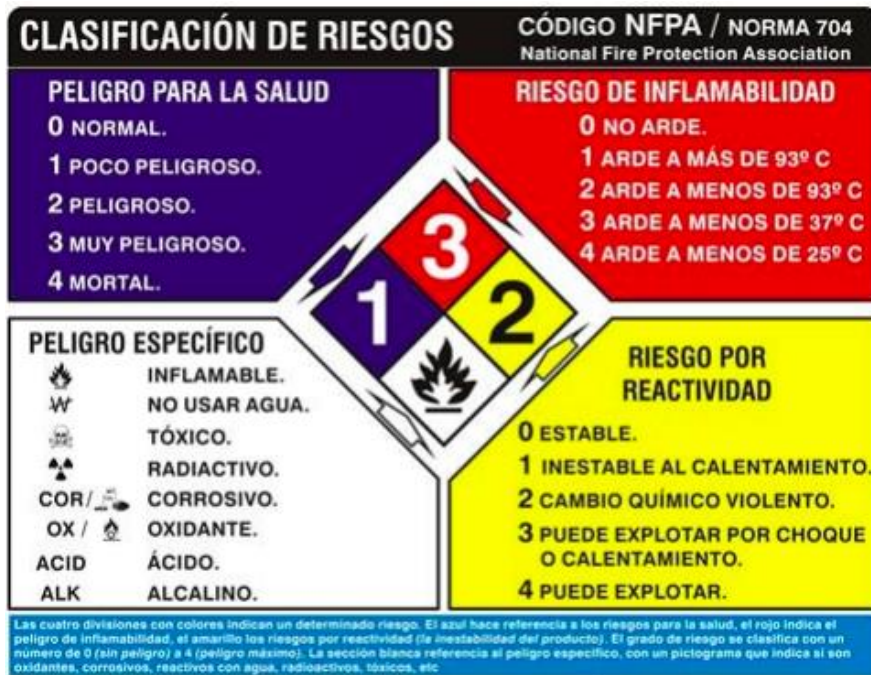 CLASIFICACIÓN DE RIESGOS
CÓDIGO NFPA / NORMA 704
National Fire Protection Association
PELIGRO PARA LA SALUD
0 NORMAL.
1 POCO PELIGROSO.
2 PELIGROSO.
3 MUY PELIGROSO.
4 MORTAL.
RIESGO DE INFLAMABILIDAD
0 NO ARDE.
1 ARDE A MÁS DE 93º C
2 ARDE A MENOS DE 93º C
3 ARDE A MENOS DE 37º C
4 ARDE A MENOS DE 25º C
3
1
2
PELIGRO ESPECÍFICO
INFLAMABLE.
W NO USAR AGUA.
TÓXICO.
RADIACTIVO.
COR/ CORROSIVO.
OX / OXIDANTE.
ACID ÁCIDO.
ALK ALCALINO.
RIESGO POR
REACTIVIDAD
0 ESTABLE.
1 INESTABLE AL CALENTAMIENTO.
2 CAMBIO QUÍMICO VIOLENTO.
3 PUEDE EXPLOTAR POR CHOQUE
O CALENTAMIENTO.
4 PUEDE EXPLOTAR.
Las cuatro divisiones con colores indican un determinado riesgo. El azul hace referencia a los riesgos para la salud, el rojo indica el
peligro de inflamabilidad, el amarillo los riesgos por reactividad (la inestabilidad del producto). El grado de riesgo se clasifica con un
número de 0 (sin peligro) a 4 (peligro máximo). La sección blanca referencia al peligro específico, con un pictograma que indica si son
oxidantes, corrosivos, reactivos con agua, radioactivos, tóxicos, etc